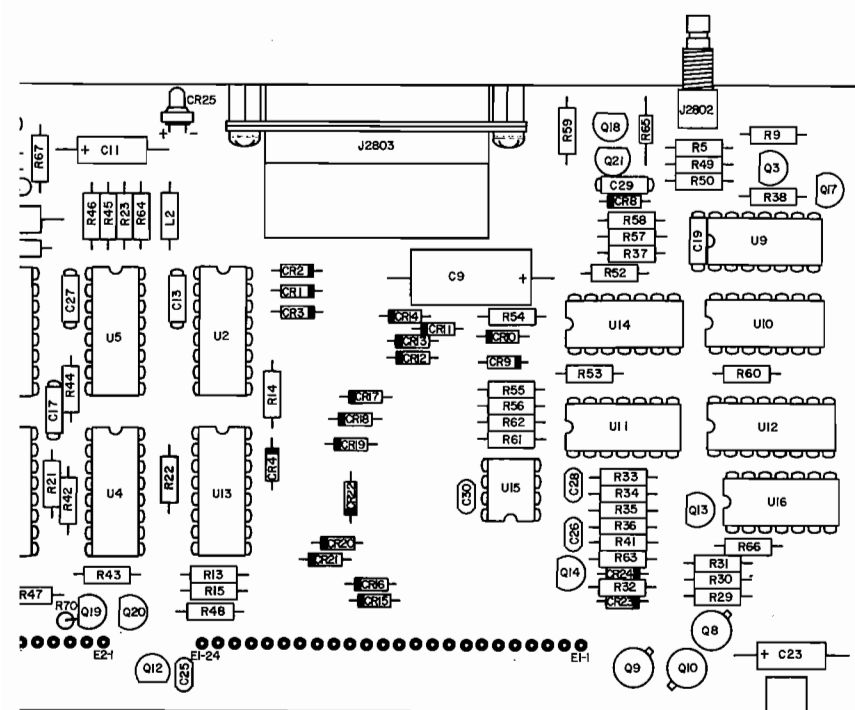 CR25
J2802
R67
+ C11
+ -
J2803
R59
Q18
R65
R9
R5
R49
R50
Q21
Q3
Q17
C29
CR8
R38
R46
R45
R23
R64
L2
R58
R57
R37
C19
U9
R52
CR2
CR1
CR3
C9 +
C27
U5
C13
U2
CR14
CR11
CR13
CR12
R54
CR10
CR9
U14
U10
R53
R60
R44
C17
R14
CR17
CR18
CR19
R55
R56
R62
R61
U11
U12
R21
R42
U4
R22
U13
CR4
CR22
C30
U15
C28
C26
R33
R34
R35
R36
R41
R63
CR24
R32
CR23
Q13
U16
R66
CR20
CR21
CR16
CR15
Q14
R31
R30
R29
R43
R13
R15
R48
R47
R70
Q19
Q20
E2-1
E1-24
E1-1
Q12
C25
Q8
Q9
Q10
+ C23